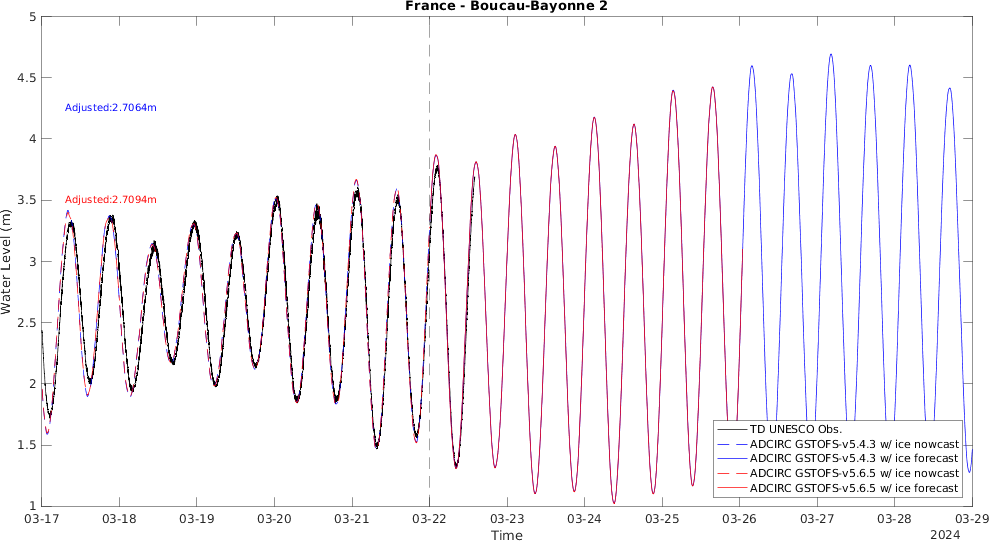 France - Boucau-Bayonne 2
5
4.5
4
3.5
3
2.5
2
1.5
1
Water Level (m)
Adjusted:2.7064m
Adjusted:2.7094m
TD UNESCO Obs.
ADCIRC GSTOFS-v5.4.3 w/ ice nowcast
ADCIRC GSTOFS-v5.4.3 w/ ice forecast
ADCIRC GSTOFS-v5.6.5 w/ ice nowcast
ADCIRC GSTOFS-v5.6.5 w/ ice forecast
03-17 03-18 03-19 03-20 03-21 03-22 03-23 03-24 03-25 03-26 03-27 03-28 03-29
Time
2024